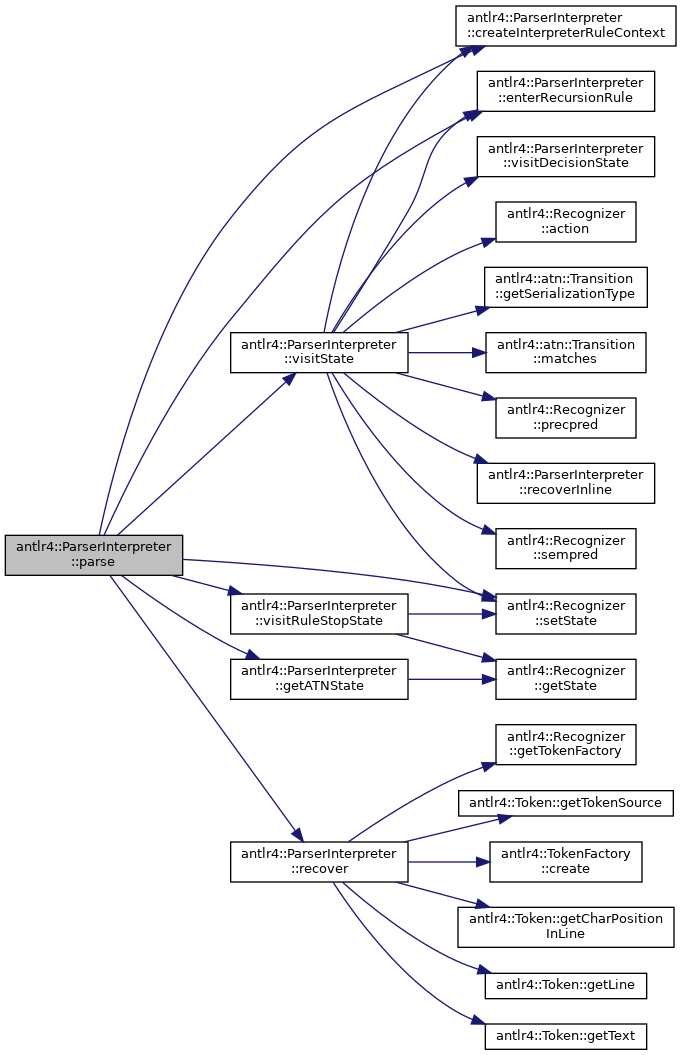 antlr4::ParserInterpreter
::createInterpreterRuleContext
antlr4::ParserInterpreter
::enterRecursionRule
antlr4::ParserInterpreter
::visitDecisionState
antlr4::Recognizer
::action
antlr4::atn::Transition
::getSerializationType
antlr4::ParserInterpreter
::visitState
antlr4::atn::Transition
::matches
antlr4::Recognizer
::precpred
antlr4::ParserInterpreter
::recoverInline
antlr4::Recognizer
::sempred
antlr4::ParserInterpreter
::parse
antlr4::ParserInterpreter
::visitRuleStopState
antlr4::Recognizer
::setState
antlr4::ParserInterpreter
::getATNState
antlr4::Recognizer
::getState
antlr4::Recognizer
::getTokenFactory
antlr4::Token::getTokenSource
antlr4::ParserInterpreter
::recover
antlr4::TokenFactory
::create
antlr4::Token::getCharPosition
InLine
antlr4::Token::getLine
antlr4::Token::getText